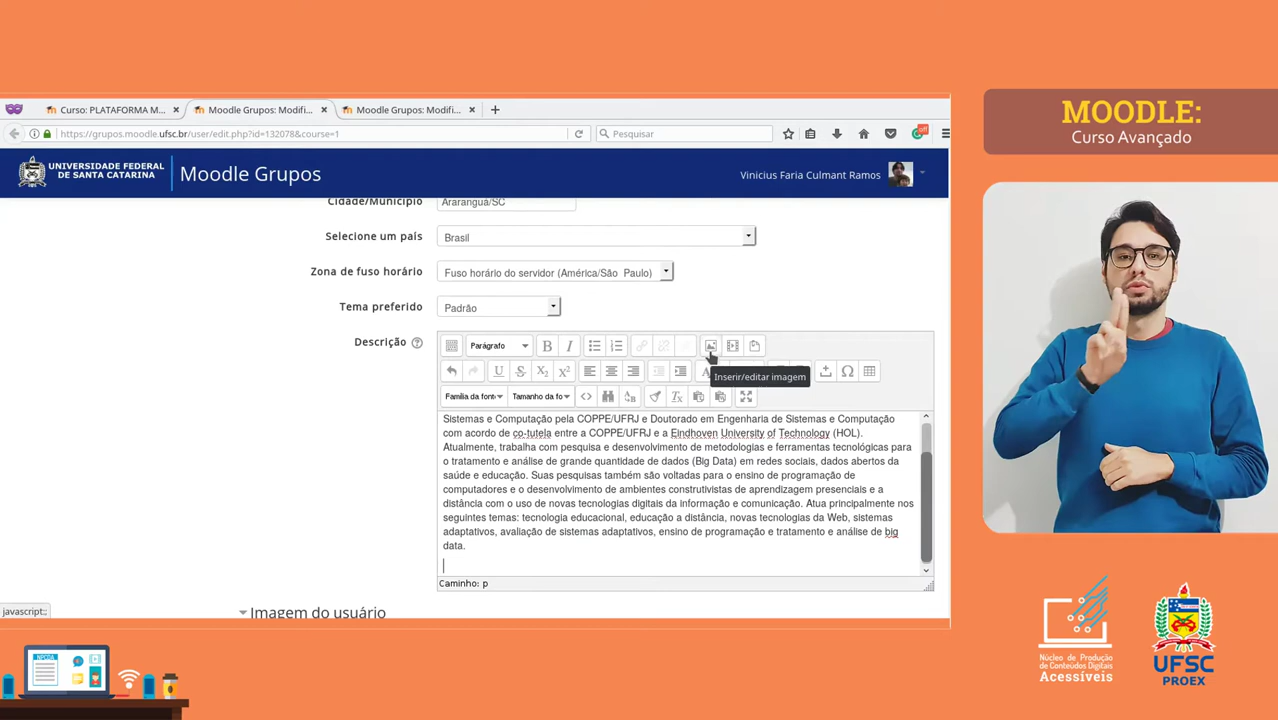 Curso: PLATAFORMA M...
Moodle Grupos: Modifi...
Moodle Grupos: Modifi...
https://grupos.moodle.ufsc.br/user/edit.php?id=132078&course=1
Pesquisar
off
UNIVERSIDADE FEDERAL
DE SANTA CATARINA
Moodle Grupos
Vinicius Faria Culmant Ramos
Cidade/Município
Araranguá/SC
Selecione um país
Brasil
Zona de fuso horário
Fuso horário do servidor (América/São_Paulo)
Tema preferido
Padrão
Descrição
Parágrafo
Inserir/editar imagem
Família da font
Tamanho da fo
Sistemas e Computação pela COPPE/UFRJ e Doutorado em Engenharia de Sistemas e Computação
com acordo de co-tutela entre a COPPE/UFRJ e a Eindhoven University of Technology (HOL).
Atualmente, trabalha com pesquisa e desenvolvimento de metodologias e ferramentas tecnológicas para
o tratamento e análise de grande quantidade de dados (Big Data) em redes sociais, dados abertos da
saúde e educação. Suas pesquisas também são voltadas para o ensino de programação de
computadores e o desenvolvimento de ambientes construtivistas de aprendizagem presenciais e a
distância com o uso de novas tecnologias digitais da informação e comunicação. Atua principalmente nos
seguintes temas: tecnologia educacional, educação a distância, novas tecnologias da Web, sistemas
adaptativos, avaliação de sistemas adaptativos, ensino de programação e tratamento e análise de big
data.
Caminho: p
javascript:;
Imagem do usuário
MOODLE:
Curso Avançado
NPCDA
Núcleo de Produção
de Conteúdos Digitais
Acessíveis
UFSC
PROEX